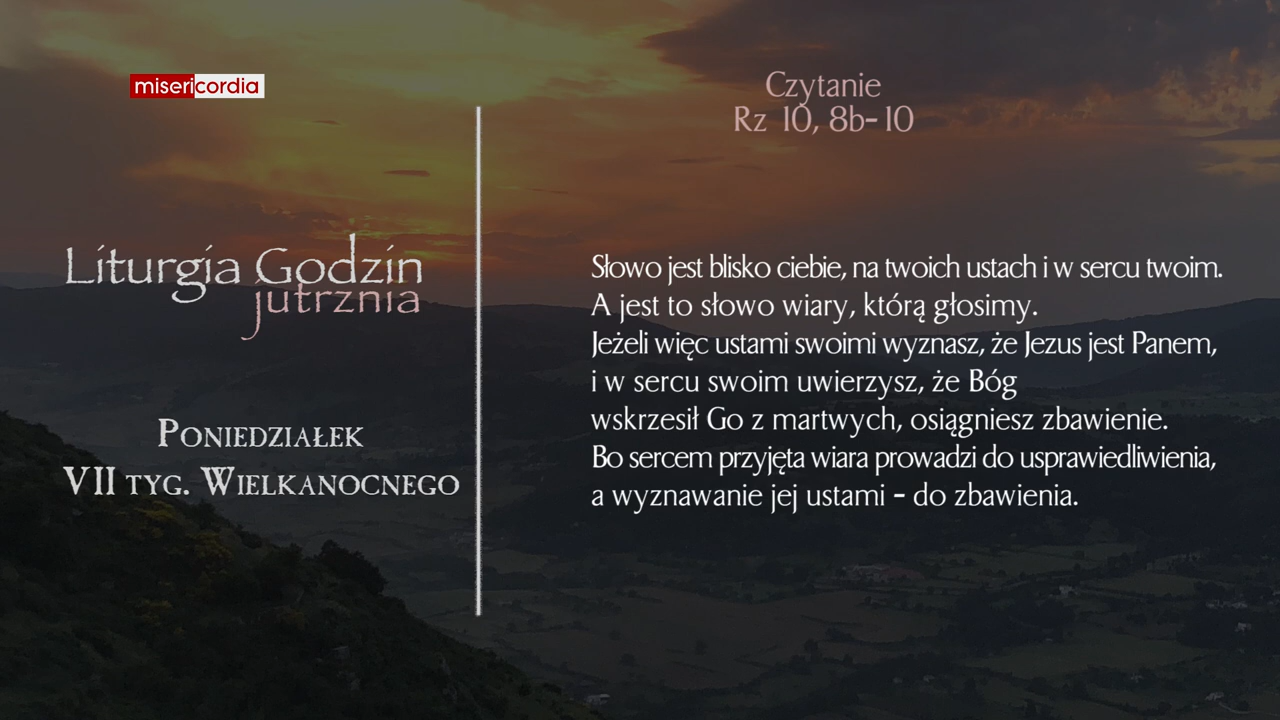 misericordia
Liturgia Godzin
jutrznia
Poniedziałek
VII tyg. Wielkanocnego
Czytanie
Rz 10, 8b-10
Słowo jest blisko ciebie, na twoich ustach i w sercu twoim.
A jest to słowo wiary, którą głosimy.
Jeżeli więc ustami swoimi wyznasz, że Jezus jest Panem,
i w sercu swoim uwierzysz, że Bóg
wskrzesił Go z martwych, osiągniesz zbawienie.
Bo sercem przyjęta wiara prowadzi do usprawiedliwienia,
a wyznawanie jej ustami - do zbawienia.